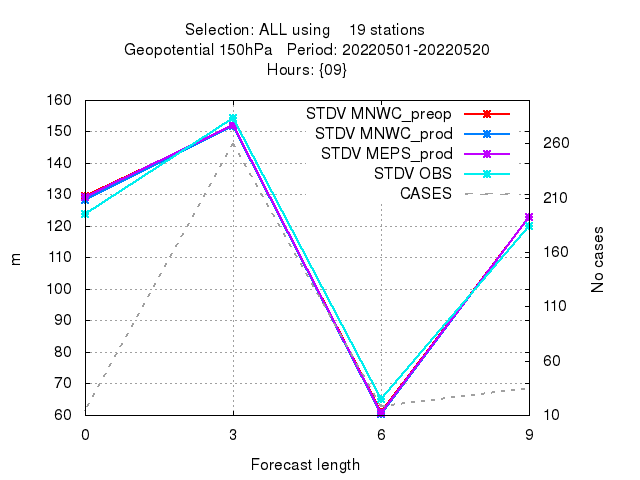 Selection: ALL using    19 stations
Geopotential 150hPa   Period: 20220501-20220520
Hours: {09}
STDV MNWC_preop
STDV MNWC_prod
STDV MEPS_prod
STDV OBS
CASES
160
150
140
130
120
110
100
90
80
70
60
m
260
210
160
110
60
10
No cases
0 3 6 9
Forecast length